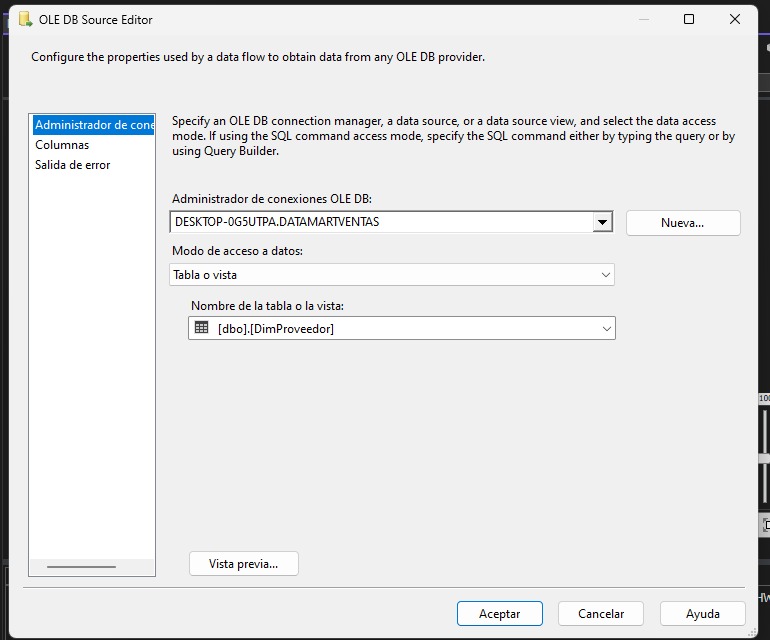 OLE DB Source Editor
Configure the properties used by a data flow to obtain data from any OLE DB provider.
Administrador de cone
Columnas
Salida de error
Specify an OLE DB connection manager, a data source, or a data source view, and select the data access
mode. If using the SQL command access mode, specify the SQL command either by typing the query or by
using Query Builder.
Administrador de conexiones OLE DB:
DESKTOP-0G5UTPA.DATAMARTVENTAS
Nueva...
Modo de acceso a datos:
Tabla o vista
Nombre de la tabla o la vista:
[dbo].[DimProveedor]
100
Vista previa...
Aceptar
Cancelar
Ayuda